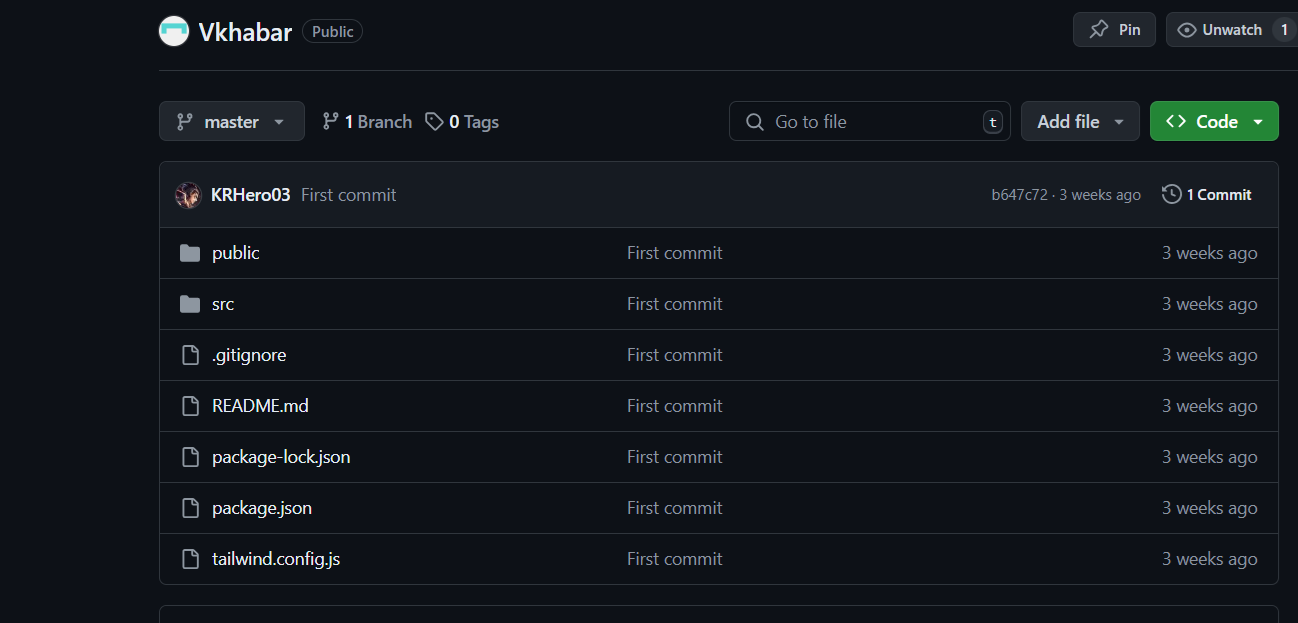 Vkhabar Public Pin Unwatch 1
master 1 Branch 0 Tags Go to file t Add file Code
KRHero03 First commit b647c72 · 3 weeks ago 1 Commit
public First commit 3 weeks ago
src First commit 3 weeks ago
.gitignore First commit 3 weeks ago
README.md First commit 3 weeks ago
package-lock.json First commit 3 weeks ago
package.json First commit 3 weeks ago
tailwind.config.js First commit 3 weeks ago